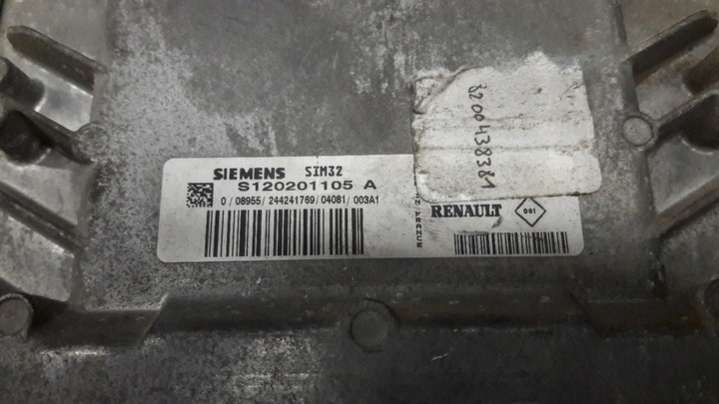 8200438381
SIEMENS SIM32
S120201105 A
0 / 08955 / 244241769 / 04081 / 003A1
RENAULT